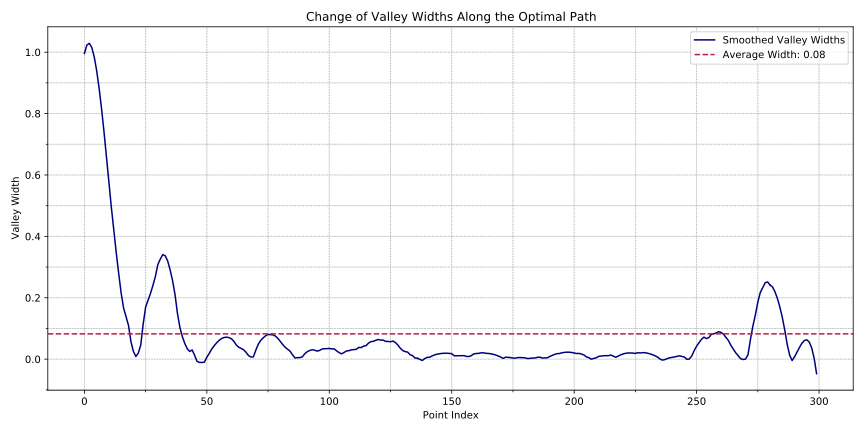 Change of Valley Widths Along the Optimal Path
Smoothed Valley Widths
Average Width: 0.08
Valley Width
1.0
0.8
0.6
0.4
0.2
0.0
0 50 100 150 200 250 300
Point Index